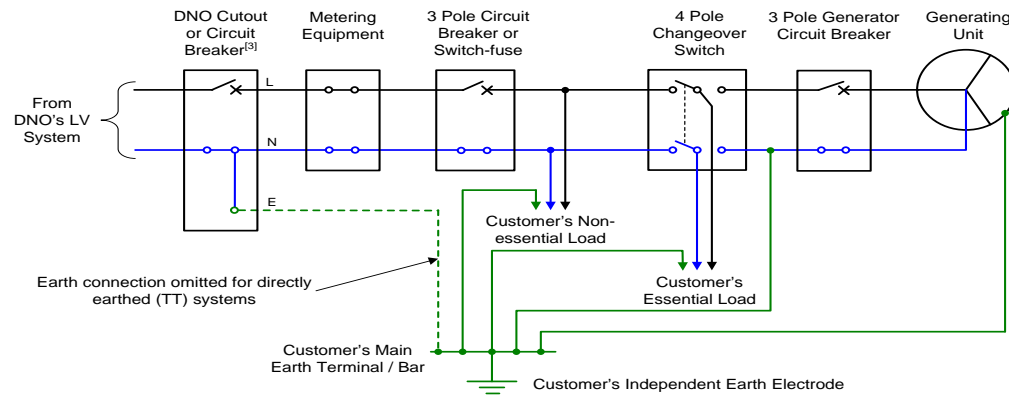 DNO Cutout
or Circuit
Breaker[3]
Metering
Equipment
3 Pole Circuit
Breaker or
Switch-fuse
4 Pole
Changeover
Switch
3 Pole Generator
Circuit Breaker
Generating
Unit
From
DNO's LV
System
L
N
E
Customer's Non-
essential Load
Customer's
Essential Load
Earth connection omitted for directly
earthed (TT) systems
Customer's Main
Earth Terminal / Bar
Customer's Independent Earth Electrode